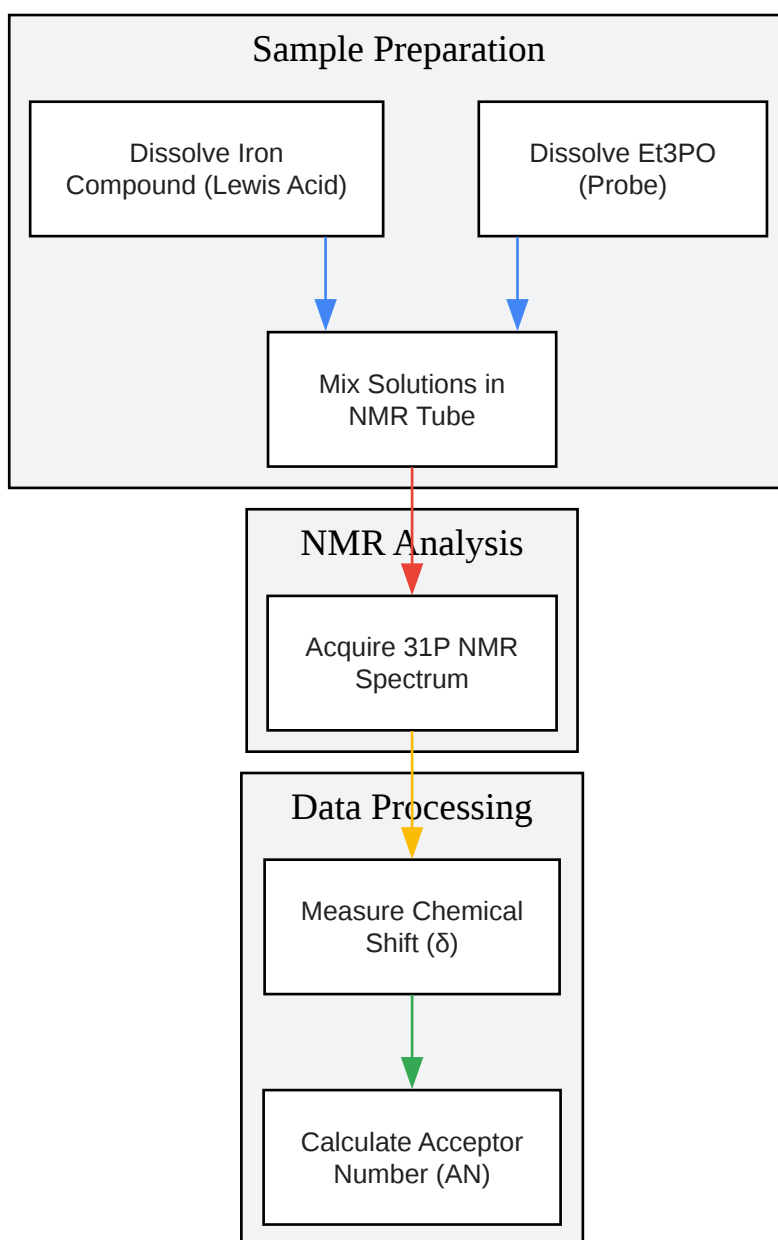 Sample Preparation
Dissolve Iron
Compound (Lewis Acid)
Dissolve Et3PO
(Probe)
Mix Solutions in
NMR Tube
NMR Analysis
Acquire 31P NMR
Spectrum
Data Processing
Measure Chemical
Shift (δ)
Calculate Acceptor
Number (AN)